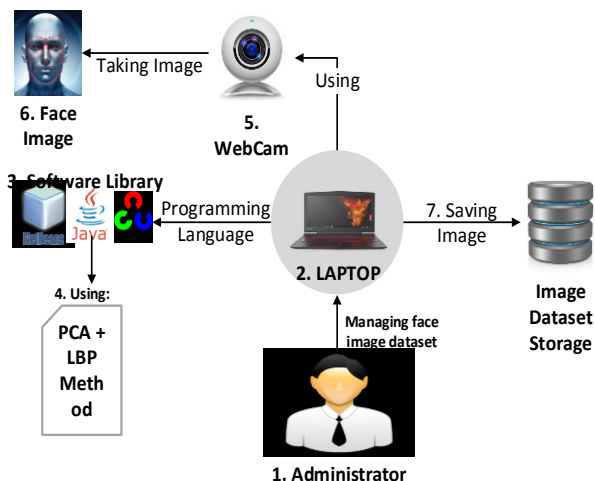 Taking Image
Using
6. Face
Image
5.
WebCam
3. Software Library
NetBeans
Java
Programming
Language
2. LAPTOP
7. Saving
Image
4. Using:
PCA +
LBP
Meth
od
Managing face
image dataset
Image
Dataset
Storage
1. Administrator